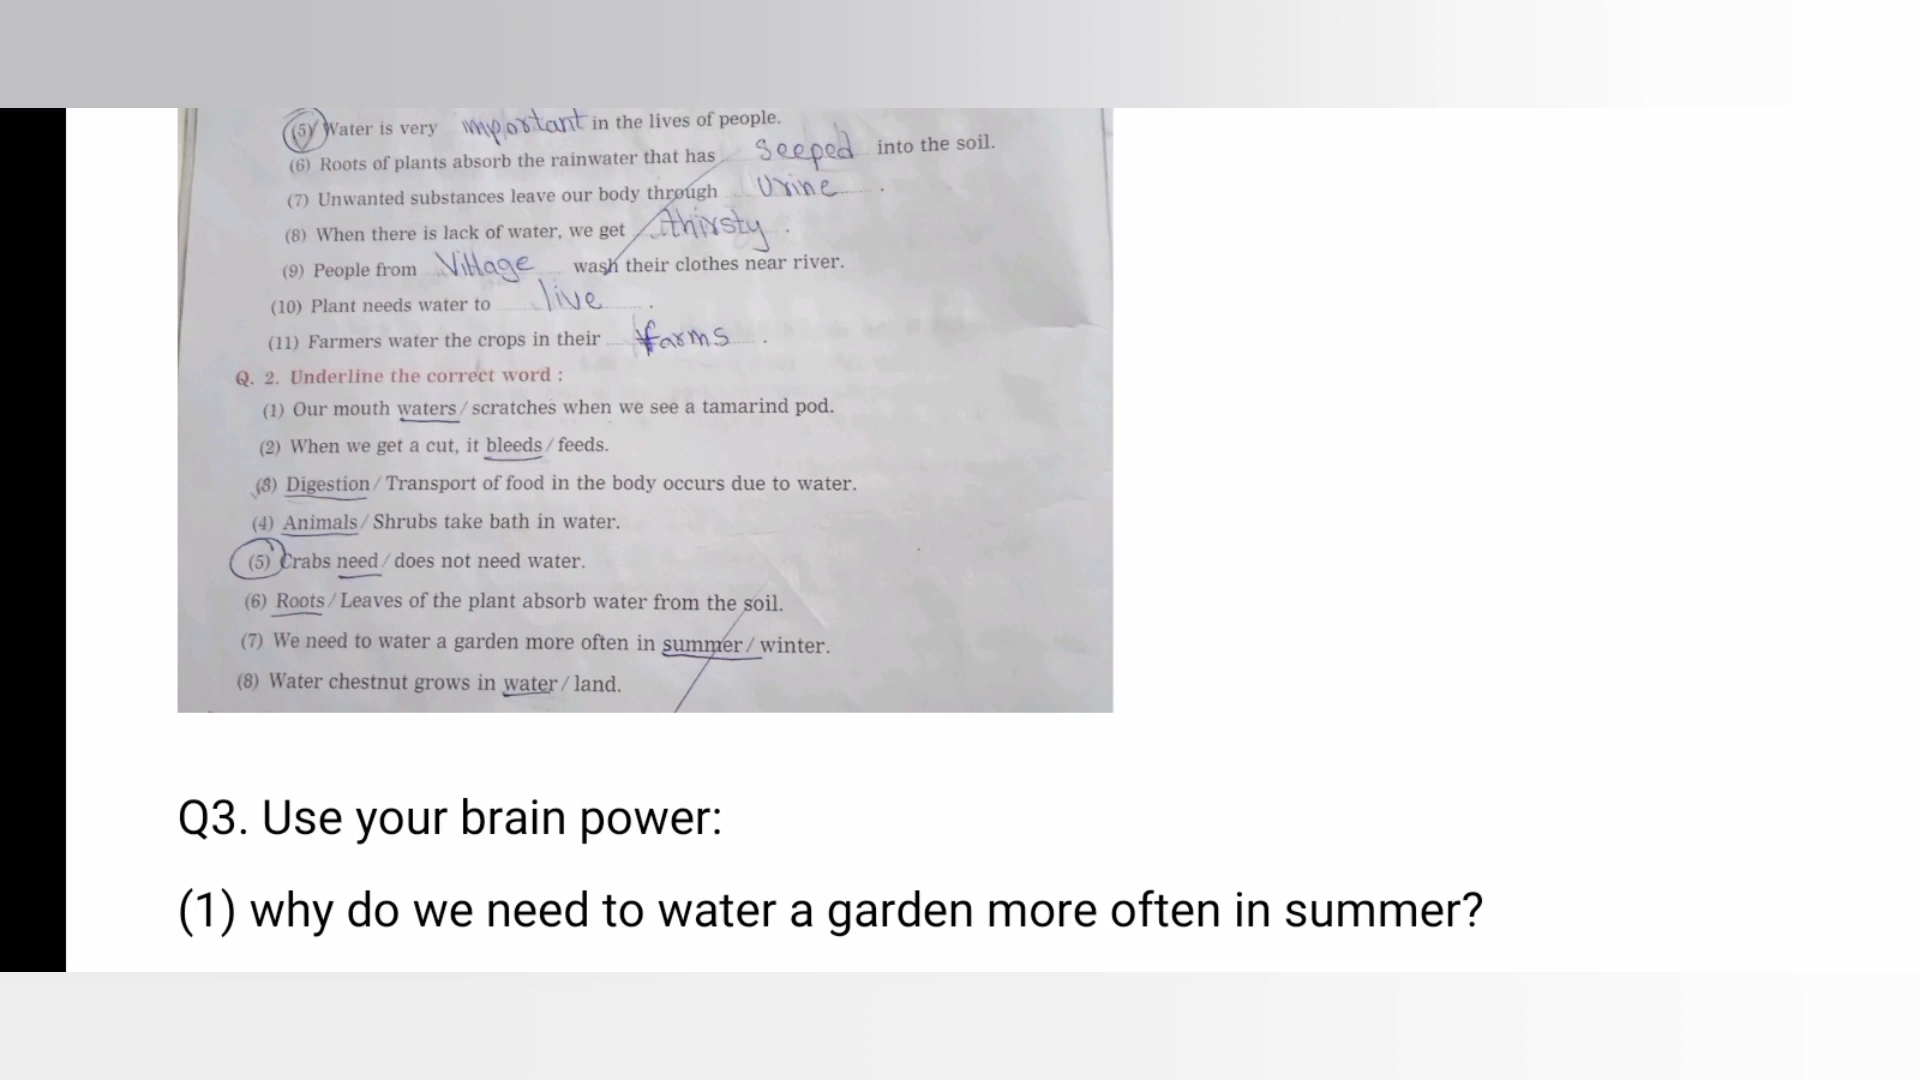 (5) Water is very important in the lives of people.
(6) Roots of plants absorb the rainwater that has seeped into the soil.
(7) Unwanted substances leave our body through urine.
(8) When there is lack of water, we get thirsty.
(9) People from Village wash their clothes near river.
(10) Plant needs water to live.
(11) Farmers water the crops in their farms.
Q. 2. Underline the correct word :
(1) Our mouth waters / scratches when we see a tamarind pod.
(2) When we get a cut, it bleeds / feeds.
(3) Digestion / Transport of food in the body occurs due to water.
(4) Animals / Shrubs take bath in water.
(5) Crabs need / does not need water.
(6) Roots / Leaves of the plant absorb water from the soil.
(7) We need to water a garden more often in summer / winter.
(8) Water chestnut grows in water / land.
Q3. Use your brain power:
(1) why do we need to water a garden more often in summer?